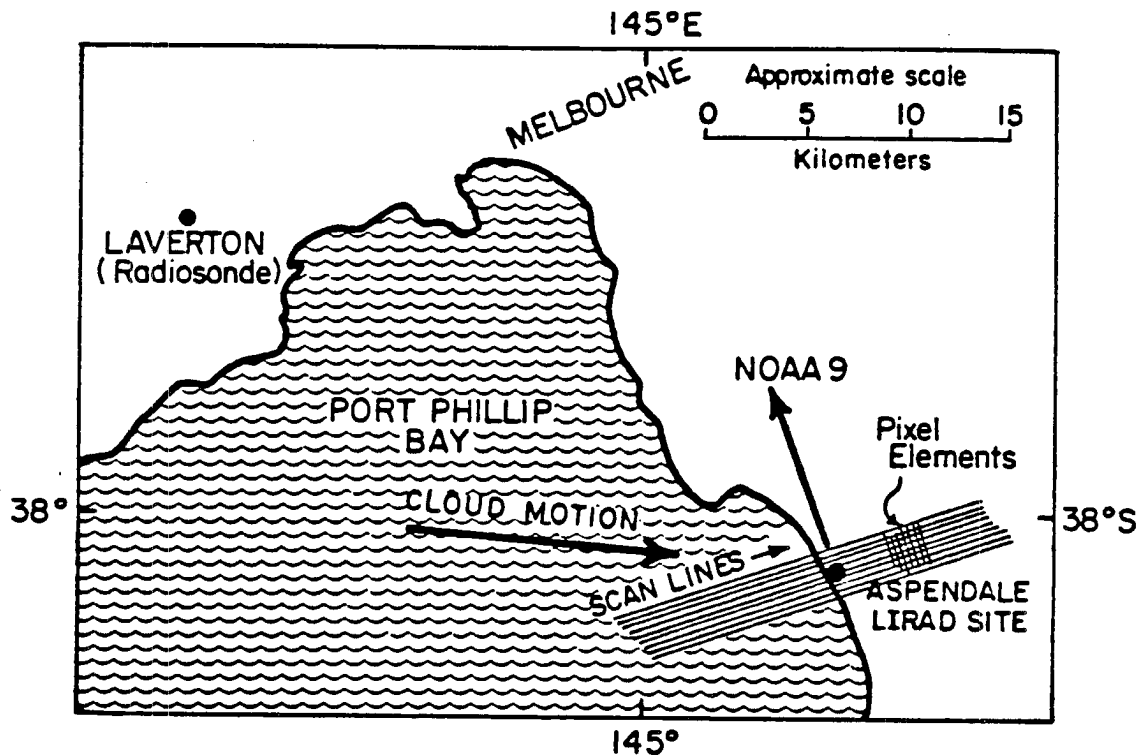 145°E
Approximate scale
0 5 10 15
Kilometers
MELBOURNE
LAVERTON
(Radiosonde)
NOAA 9
PORT PHILLIP
BAY
Pixel
Elements
38°
CLOUD MOTION
38°S
SCAN LINES
ASPENDALE
LIRAD SITE
145°